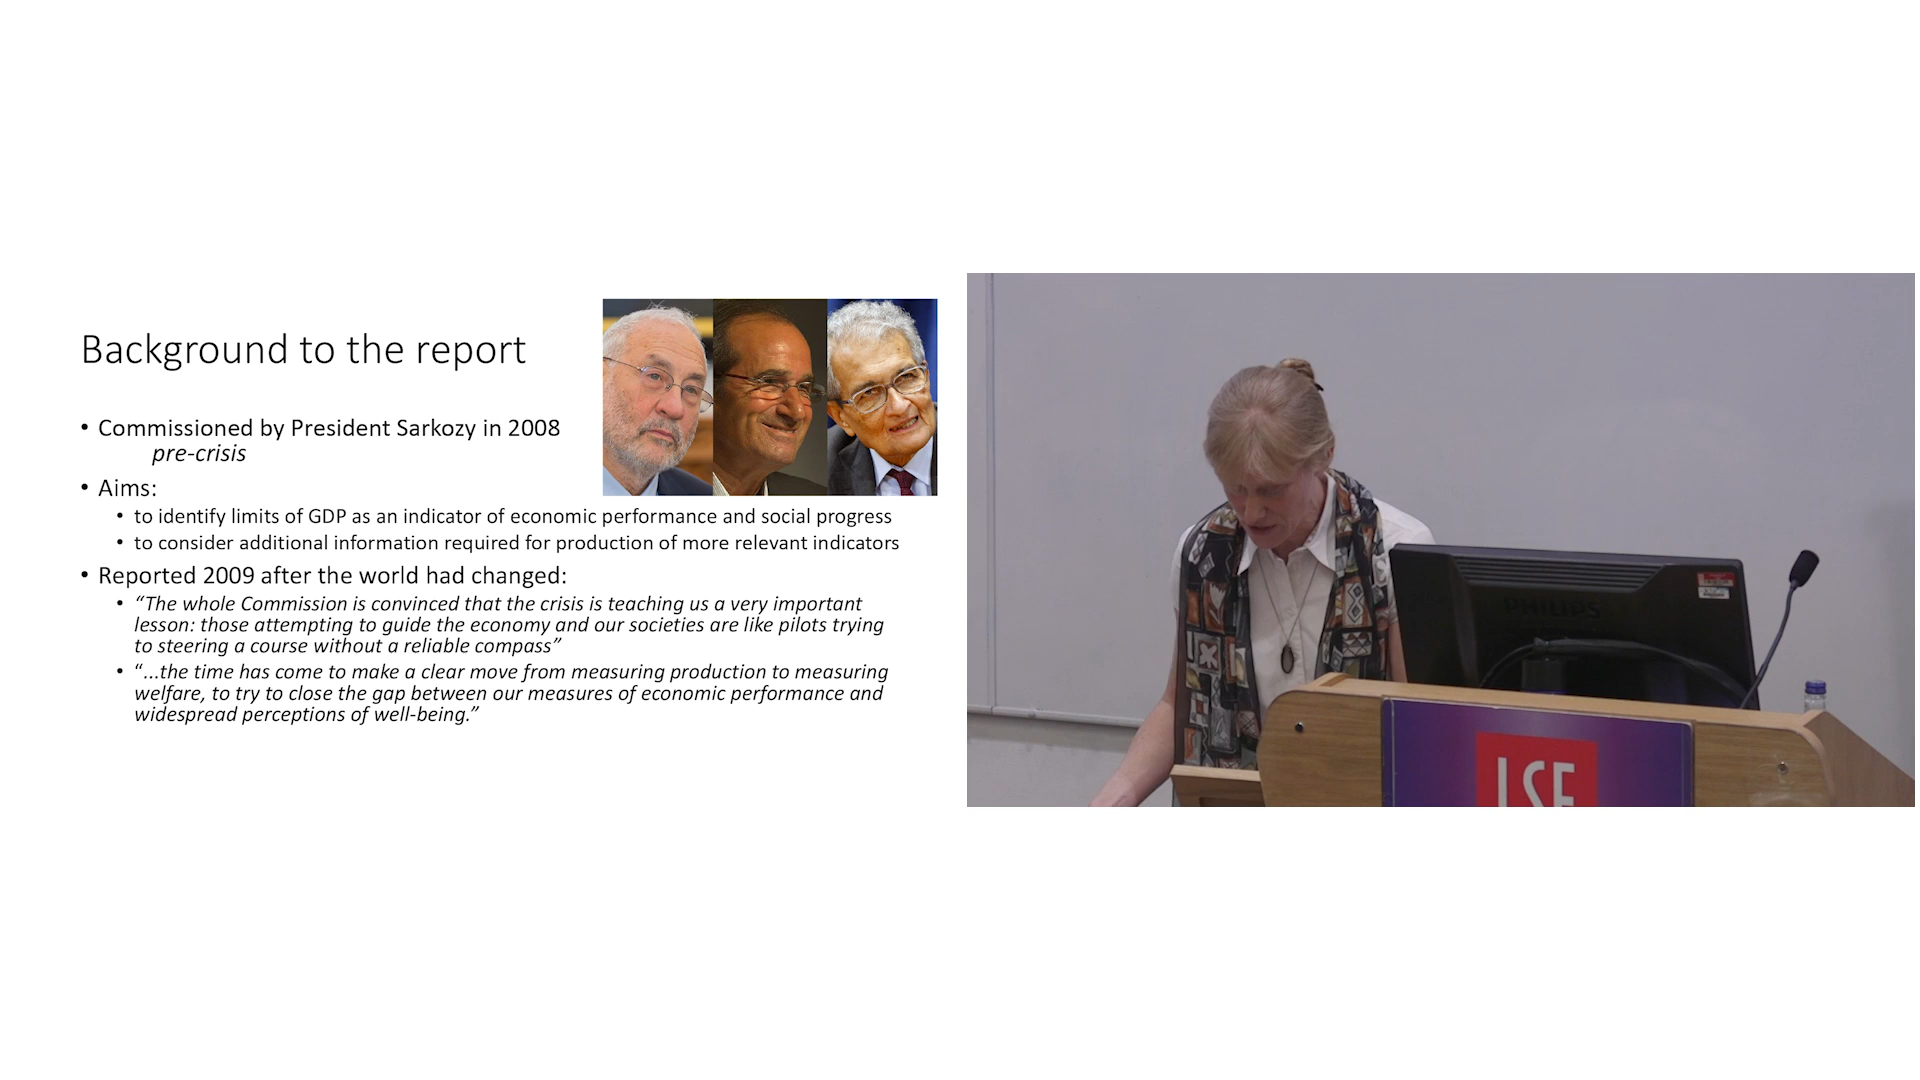 Background to the report
• Commissioned by President Sarkozy in 2008
pre-crisis
• Aims:
• to identify limits of GDP as an indicator of economic performance and social progress
• to consider additional information required for production of more relevant indicators
• Reported 2009 after the world had changed:
• “The whole Commission is convinced that the crisis is teaching us a very important
lesson: those attempting to guide the economy and our societies are like pilots trying
to steering a course without a reliable compass”
• “...the time has come to make a clear move from measuring production to measuring
welfare, to try to close the gap between our measures of economic performance and
widespread perceptions of well-being.”
PHILIPS
LSE